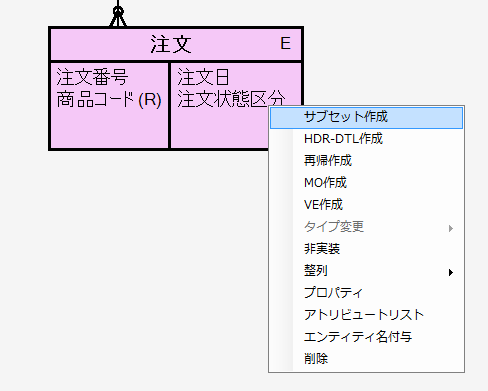 注文 E
注文番号
商品コード(R)
注文日
注文状態区分
サブセット作成
HDR-DTL作成
再帰作成
MO作成
VE作成
タイプ変更
非実装
整列
プロパティ
アトリビュートリスト
エンティティ名付与
削除